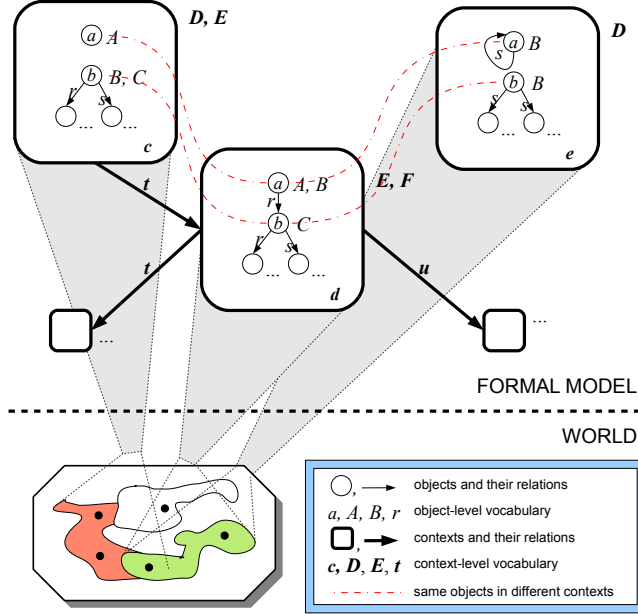 D, E
D
a A
a B
s
b B, C
b B
r s
s s
... ...
... ...
c
e
t
a A, B
E, F
r
b C
r s
t
u
... ...
d
...
...
FORMAL MODEL
WORLD
, objects and their relations
a, A, B, r object-level vocabulary
, contexts and their relations
c, D, E, t context-level vocabulary
same objects in different contexts